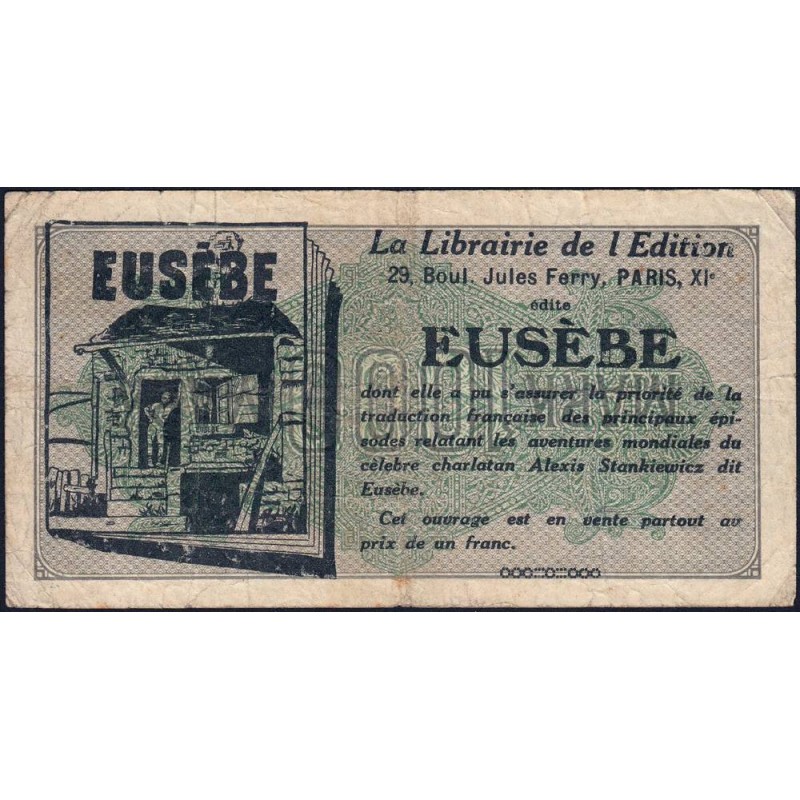 EUSÈBE
La Librairie de l'Edition
29, Boul. Jules Ferry, PARIS, XIe
édite
EUSÈBE
dont elle a pu s'assurer la priorité de la
traduction française des principaux épi-
sodes relatant les aventures mondiales du
célèbre charlatan Alexis Stankiewicz dit
Eusèbe.
Cet ouvrage est en vente partout au
prix de un franc.